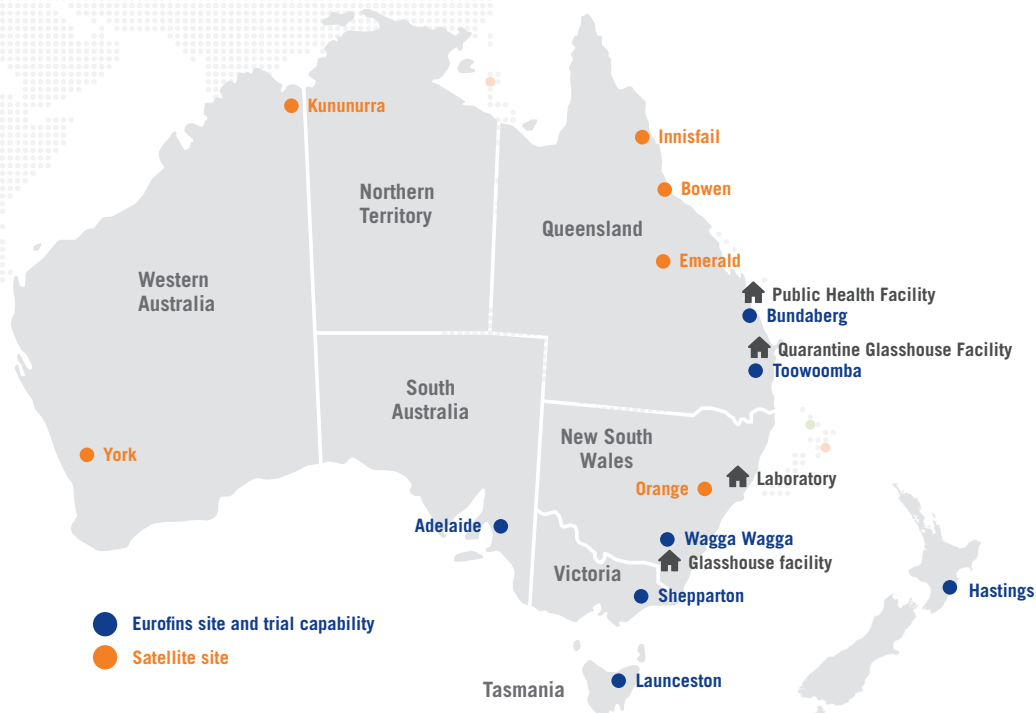 Kununurra
Innisfail
Northern
Territory
Bowen
Queensland
Emerald
Western
Australia
Public Health Facility
Bundaberg
Quarantine Glasshouse Facility
Toowoomba
South
Australia
New South
Wales
York
Laboratory
Orange
Adelaide
Wagga Wagga
Glasshouse facility
Victoria
Shepparton
Hastings
Eurofins site and trial capability
Satellite site
Launceston
Tasmania